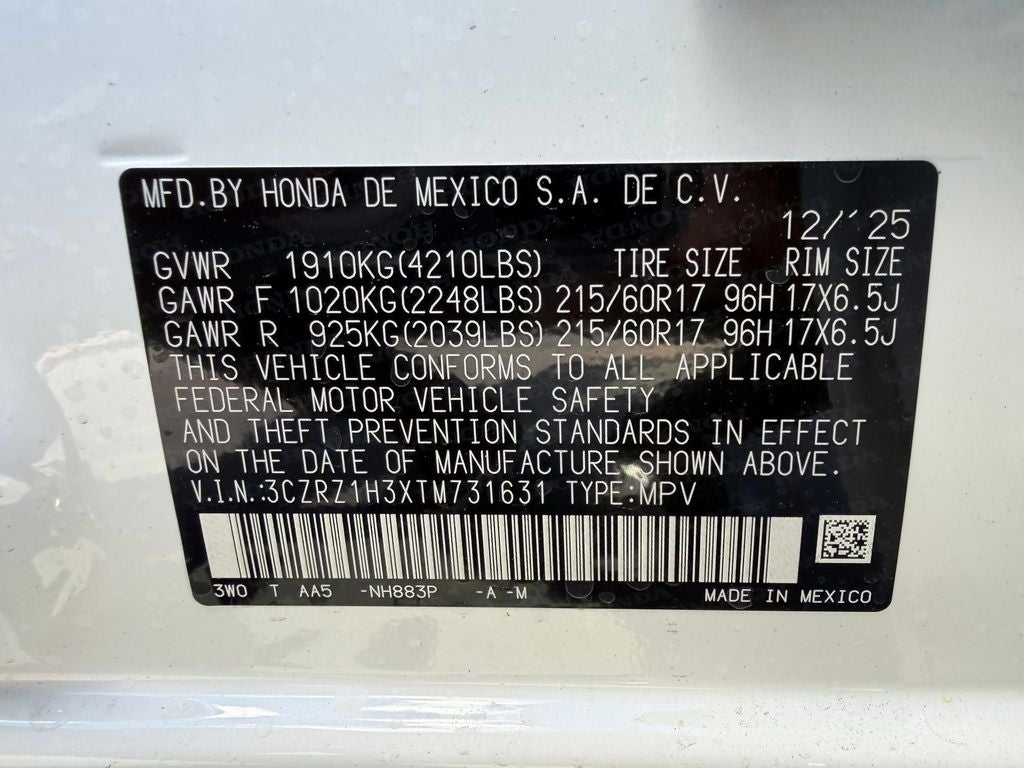 MFD.BY HONDA DE MEXICO S.A. DE C.V.
12/'25
GVWR 1910KG(4210LBS) TIRE SIZE RIM SIZE
GAWR F 1020KG(2248LBS) 215/60R17 96H 17X6.5J
GAWR R 925KG(2039LBS) 215/60R17 96H 17X6.5J
THIS VEHICLE CONFORMS TO ALL APPLICABLE
FEDERAL MOTOR VEHICLE SAFETY
AND THEFT PREVENTION STANDARDS IN EFFECT
ON THE DATE OF MANUFACTURE SHOWN ABOVE.
V.I.N.:3CZRZ1H3XTM731631 TYPE:MPV
3W0 T AA5 -NH883P -A -M MADE IN MEXICO